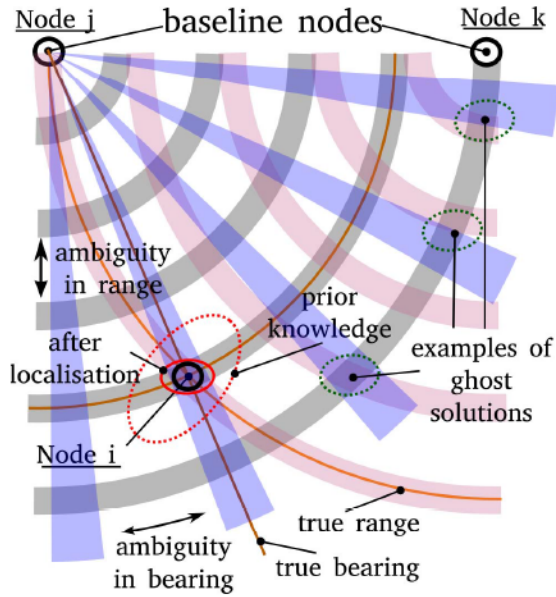 Node j
baseline nodes
Node k
ambiguity
in range
prior
knowledge
after
localisation
examples of
ghost
solutions
Node i
true range
ambiguity
in bearing
true bearing